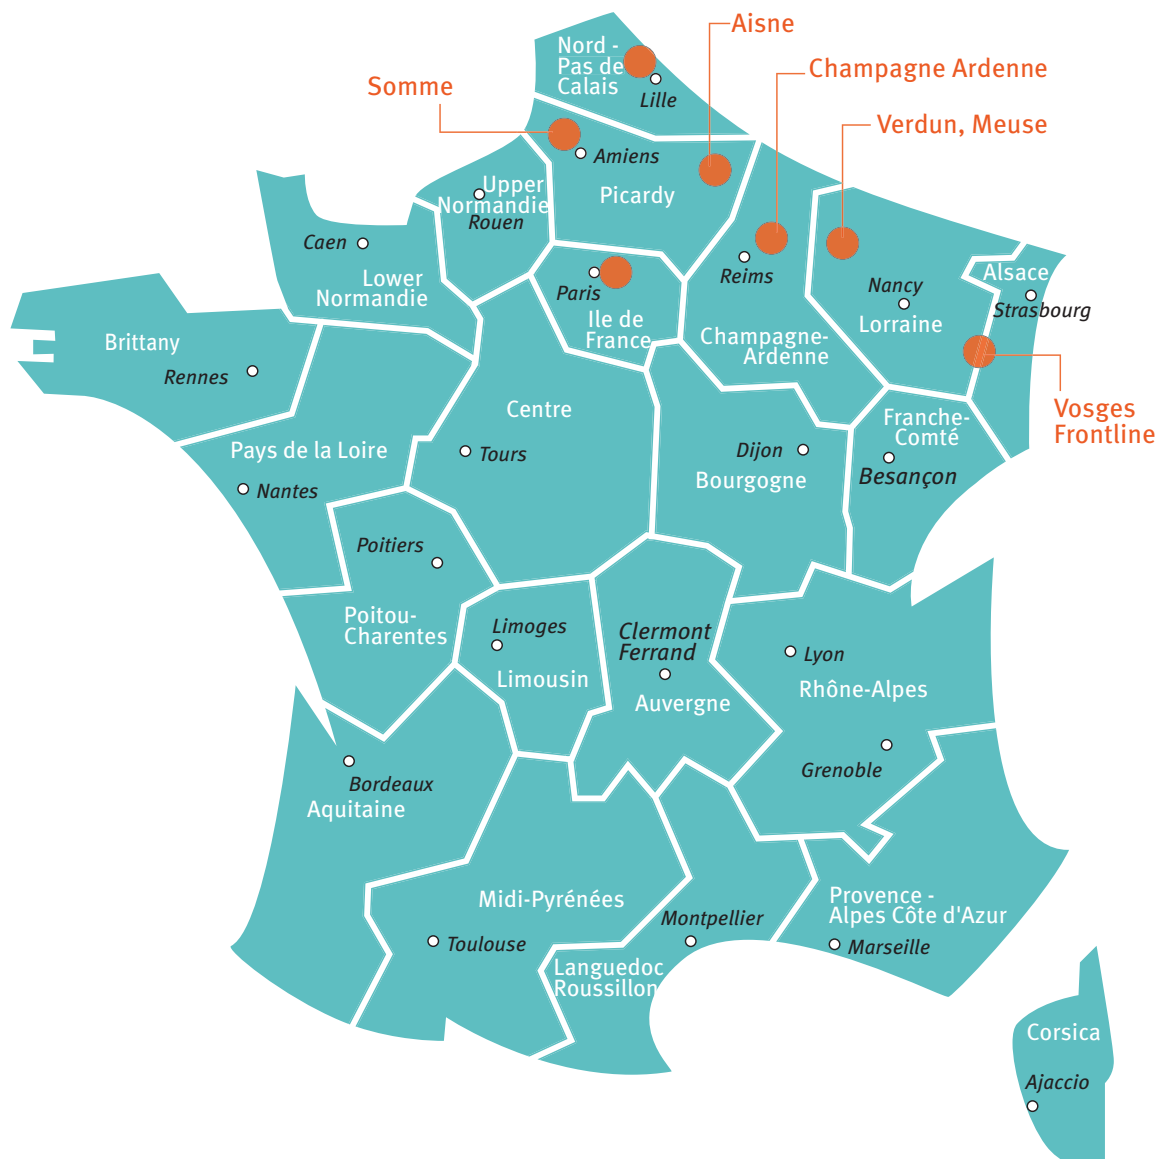 Aisne
Nord -
Pas de
Calais
Lille
Champagne Ardenne
Somme
Verdun, Meuse
Amiens
Picardy
Upper
Normandie
Rouen
Caen
Lower
Normandie
Paris
Ile de
France
Reims
Champagne-
Ardenne
Nancy
Lorraine
Alsace
Strasbourg
Vosges
Frontline
Brittany
Rennes
Centre
Tours
Pays de la Loire
Nantes
Franche-
Comté
Besançon
Dijon
Bourgogne
Poitiers
Poitou-
Charentes
Limoges
Limousin
Clermont
Ferrand
Auvergne
Lyon
Rhône-Alpes
Grenoble
Bordeaux
Aquitaine
Midi-Pyrénées
Toulouse
Montpellier
Languedoc
Roussillon
Provence -
Alpes Côte d'Azur
Marseille
Corsica
Ajaccio